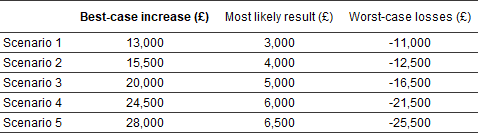 Best-case increase (£) Most likely result (£) Worst-case losses (£)
Scenario 1 13,000 3,000 -11,000
Scenario 2 15,500 4,000 -12,500
Scenario 3 20,000 5,000 -16,500
Scenario 4 24,500 6,000 -21,500
Scenario 5 28,000 6,500 -25,500